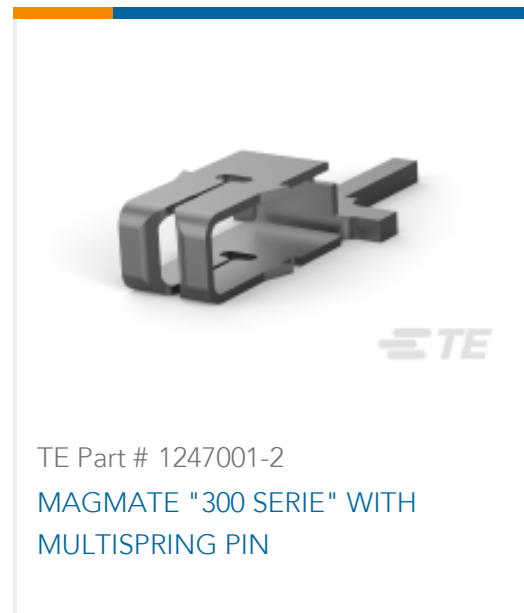 TE
TE Part # 1247001-2
MAGMATE "300 SERIE" WITH
MULTISPRING PIN